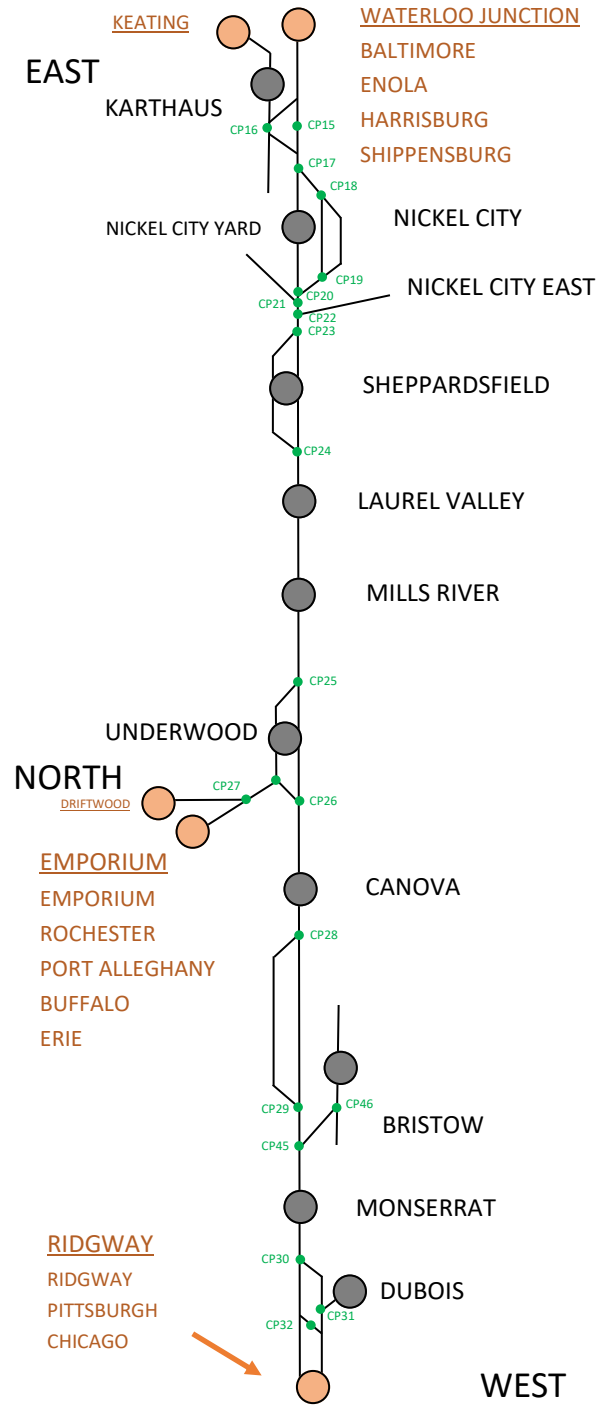 KEATING
WATERLOO JUNCTION
EAST
BALTIMORE
ENOLA
KARTHAUS
HARRISBURG
CP16
CP15
SHIPPENSBURG
CP17
CP18
NICKEL CITY YARD
NICKEL CITY
CP19
NICKEL CITY EAST
CP20
CP21
CP22
CP23
SHEPPARDSFIELD
CP24
LAUREL VALLEY
MILLS RIVER
CP25
UNDERWOOD
NORTH
CP27
DRIFTWOOD
CP26
EMPORIUM
EMPORIUM
CANOVA
ROCHESTER
CP28
PORT ALLEGHANY
BUFFALO
ERIE
CP29
CP46
BRISTOW
CP45
MONSERRAT
RIDGWAY
CP30
RIDGWAY
DUBOIS
PITTSBURGH
CP31
CP32
CHICAGO
WEST